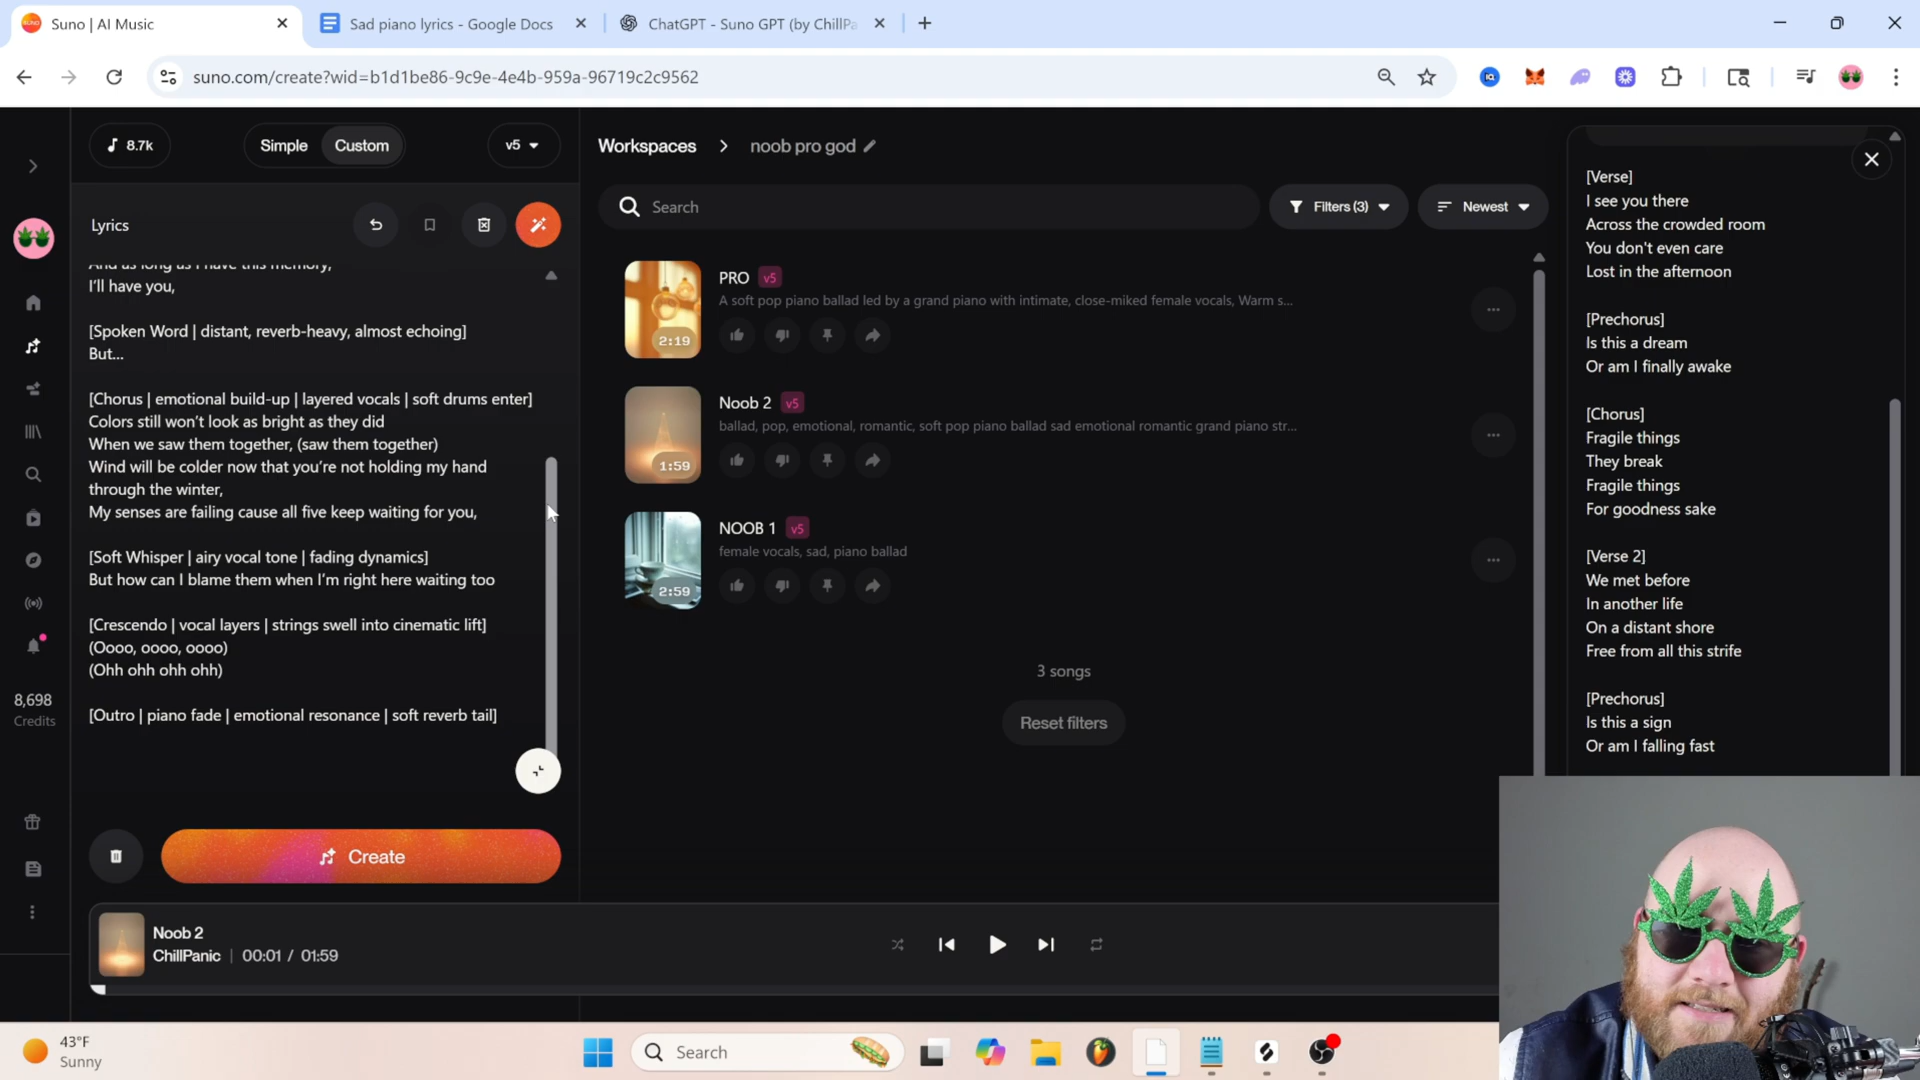 Suno | AI Music
Sad piano lyrics - Google Docs
ChatGPT - Suno GPT (by ChillPa
suno.com/create?wid=b1d1be86-9c9e-4e4b-959a-96719c2c9562
8.7k
Simple
Custom
v5
Lyrics
And as long as I have this memory,
I'll have you,
[Spoken Word | distant, reverb-heavy, almost echoing]
But...
[Chorus | emotional build-up | layered vocals | soft drums enter]
Colors still won't look as bright as they did
When we saw them together, (saw them together)
Wind will be colder now that you're not holding my hand
through the winter,
My senses are failing cause all five keep waiting for you,
[Soft Whisper | airy vocal tone | fading dynamics]
But how can I blame them when I'm right here waiting too
[Crescendo | vocal layers | strings swell into cinematic lift]
(Oooo, oooo, oooo)
(Ohh ohh ohh ohh)
[Outro | piano fade | emotional resonance | soft reverb tail]
Create
8,698
Credits
Workspaces
noob pro god
Search
Filters (3)
Newest
PRO v5
A soft pop piano ballad led by a grand piano with intimate, close-miked female vocals, Warm s...
2:19
Noob 2 v5
ballad, pop, emotional, romantic, soft pop piano ballad sad emotional romantic grand piano str...
1:59
NOOB 1 v5
female vocals, sad, piano ballad
2:59
3 songs
Reset filters
[Verse]
I see you there
Across the crowded room
You don't even care
Lost in the afternoon
[Prechorus]
Is this a dream
Or am I finally awake
[Chorus]
Fragile things
They break
Fragile things
For goodness sake
[Verse 2]
We met before
In another life
On a distant shore
Free from all this strife
[Prechorus]
Is this a sign
Or am I falling fast
Noob 2
ChillPanic | 00:01 / 01:59
43°F
Sunny
Search